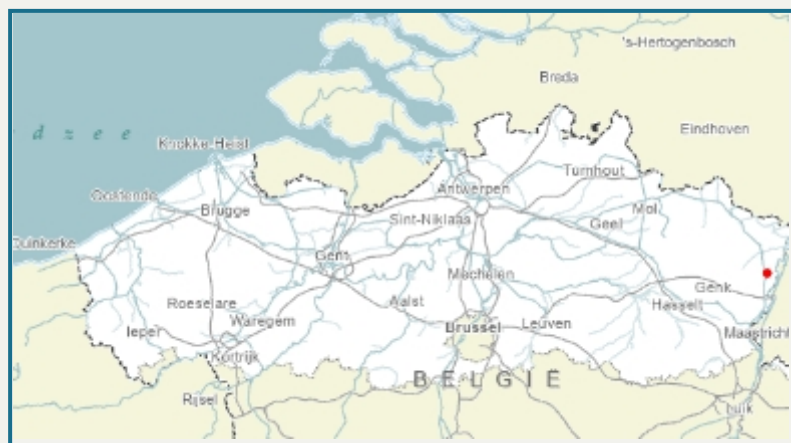 's-Hertogenbosch
Breda
Eindhoven
d z e e
Knokke-Heist
Turnhout
Antwerpen
Oostende
Brugge
Sint-Niklaas
Mol
Geel
Duinkerke
Gent
Mechelen
Genk
Roeselare
Aalst
Hasselt
Ieper
Waregem
Brussel
Leuven
Maastricht
Kortrijk
BELGIË
Rijsel
Luik